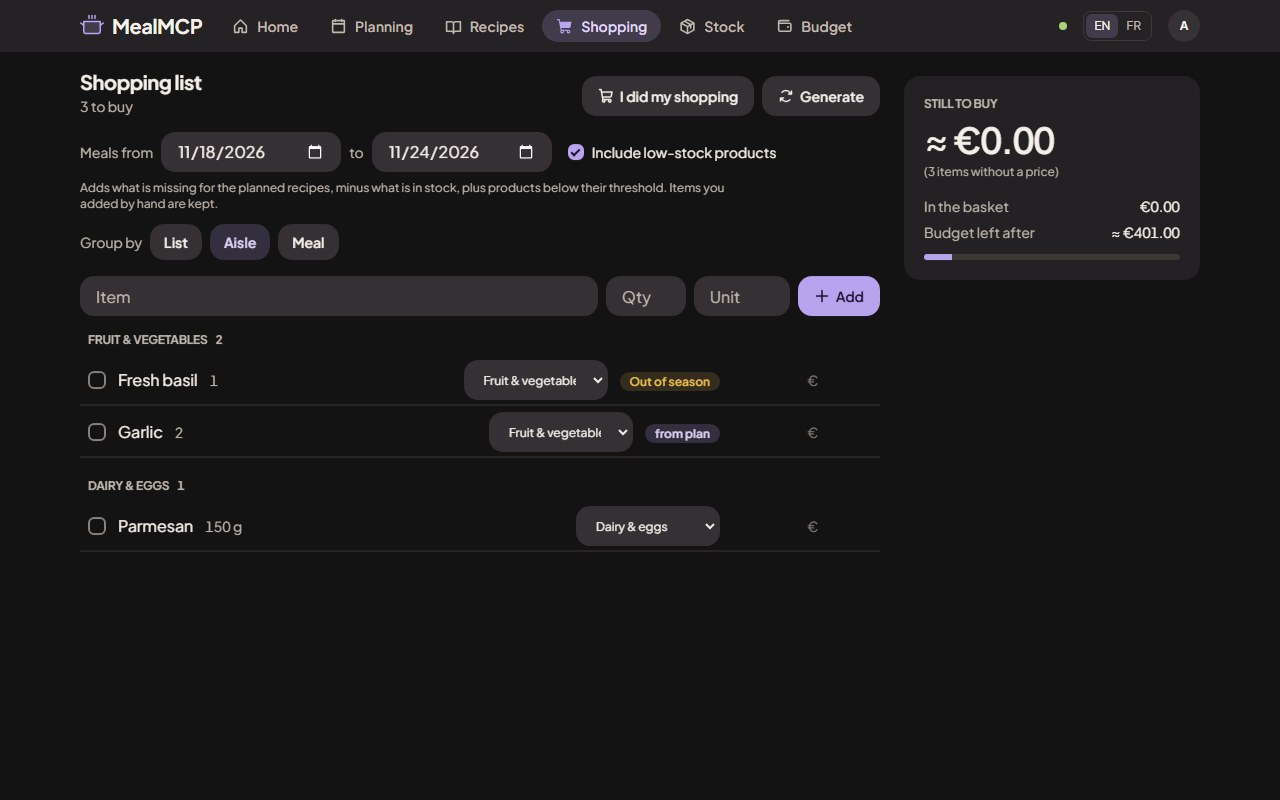 MealMCP Home Planning Recipes Shopping Stock Budget EN FR A
Shopping list
3 to buy
I did my shopping Generate
Meals from 11/18/2026 to 11/24/2026 Include low-stock products
Adds what is missing for the planned recipes, minus what is in stock, plus products below their threshold. Items you
added by hand are kept.
Group by List Aisle Meal
Item Qty Unit + Add
FRUIT & VEGETABLES 2
Fresh basil 1 Fruit & vegetable Out of season €
Garlic 2 Fruit & vegetable from plan €
DAIRY & EGGS 1
Parmesan 150 g Dairy & eggs €
STILL TO BUY
≈ €0.00
(3 items without a price)
In the basket €0.00
Budget left after ≈ €401.00